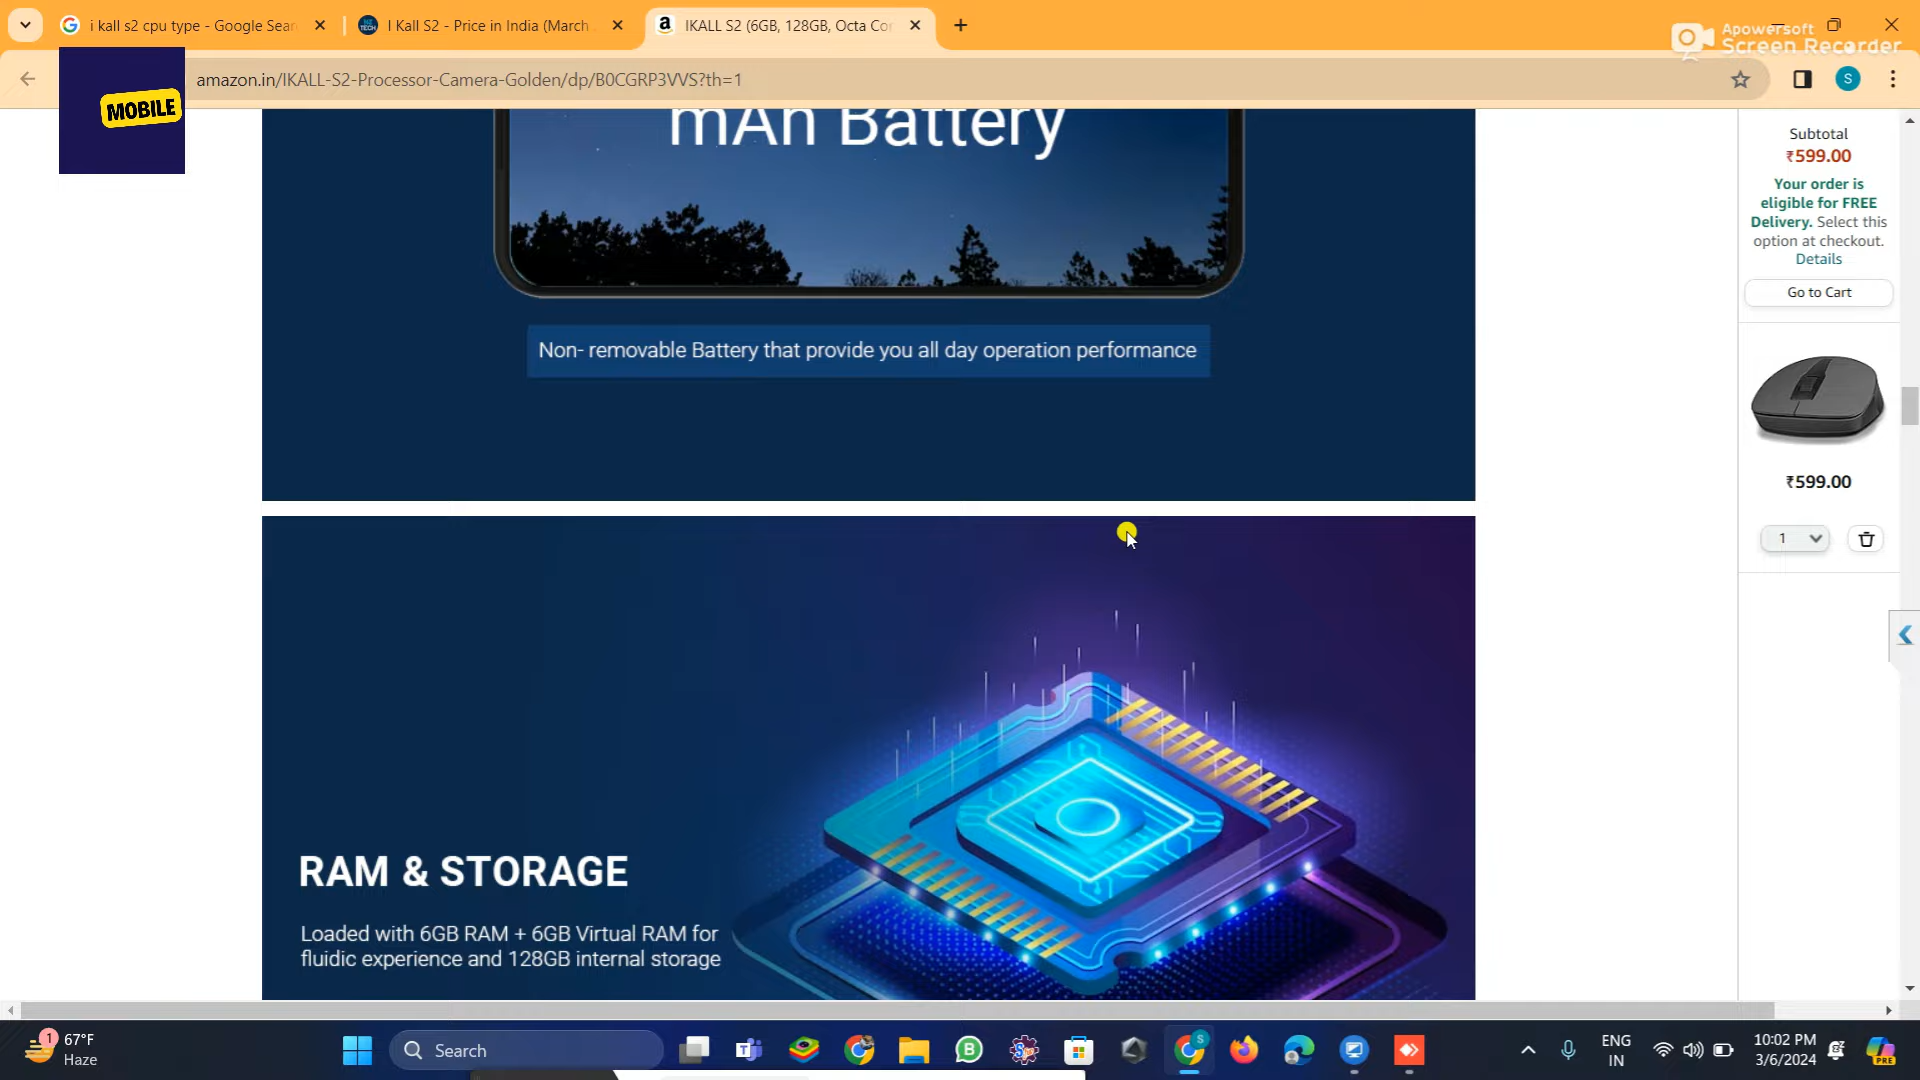 i kall s2 cpu type - Google Sear
I Kall S2 - Price in India (March
IKALL S2 (6GB, 128GB, Octa Cor
Apowersoft
Screen Recorder
amazon.in/IKALL-S2-Processor-Camera-Golden/dp/B0CGRP3VVS?th=1
S
MOBILE
mAh Battery
Non- removable Battery that provide you all day operation performance
RAM & STORAGE
Loaded with 6GB RAM + 6GB Virtual RAM for
fluidic experience and 128GB internal storage
Subtotal
₹599.00
Your order is
eligible for FREE
Delivery. Select this
option at checkout.
Details
Go to Cart
₹599.00
1
1
67°F
Haze
Search
ENG
IN
10:02 PM
3/6/2024
PRE